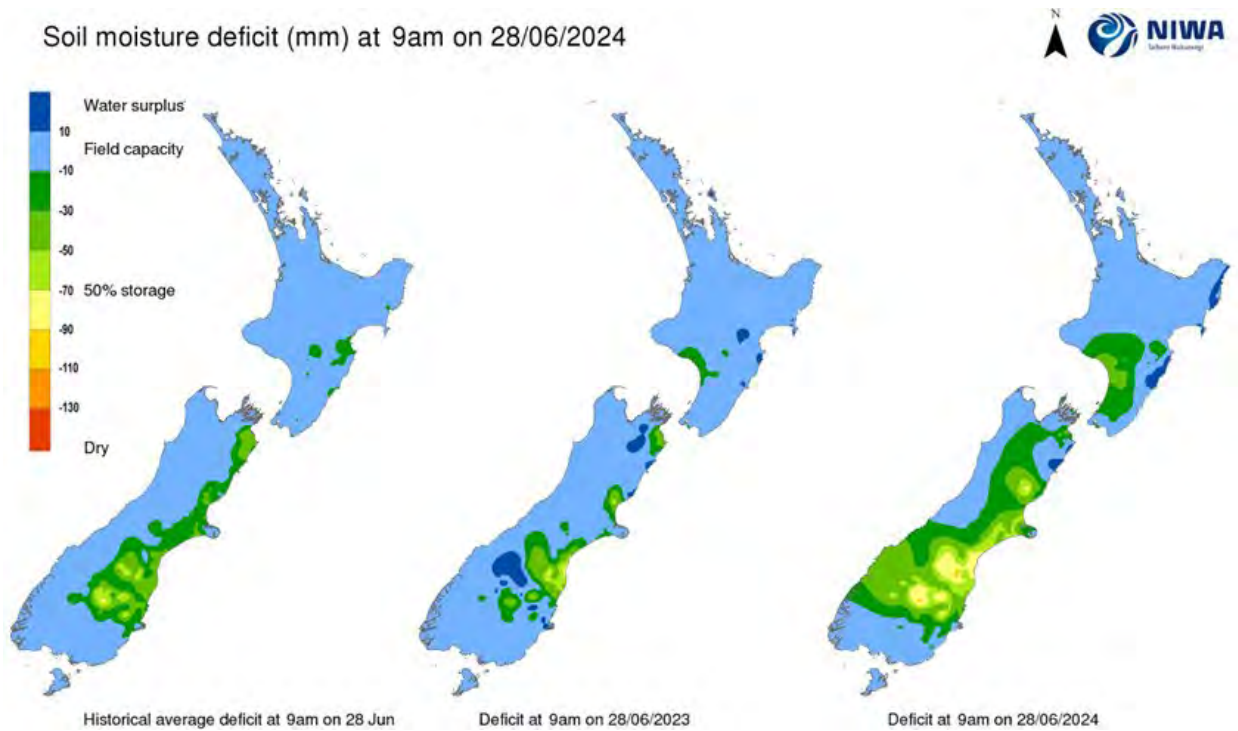 Soil moisture deficit (mm) at 9am on 28/06/2024
N
NIWA
Taihoro Nukurangi
Water surplus
10
Field capacity
-10
-30
-50
50% storage
-70
-90
-110
-130
Dry
Historical average deficit at 9am on 28 Jun
Deficit at 9am on 28/06/2023
Deficit at 9am on 28/06/2024